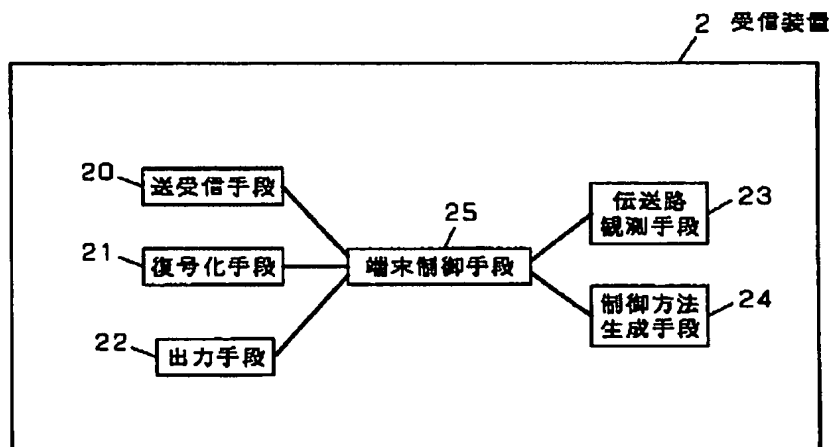 2 受信装置
20
送受信手段
21
復号化手段
22
出力手段
25
端末制御手段
伝送路
観測手段
23
制御方法
生成手段
24